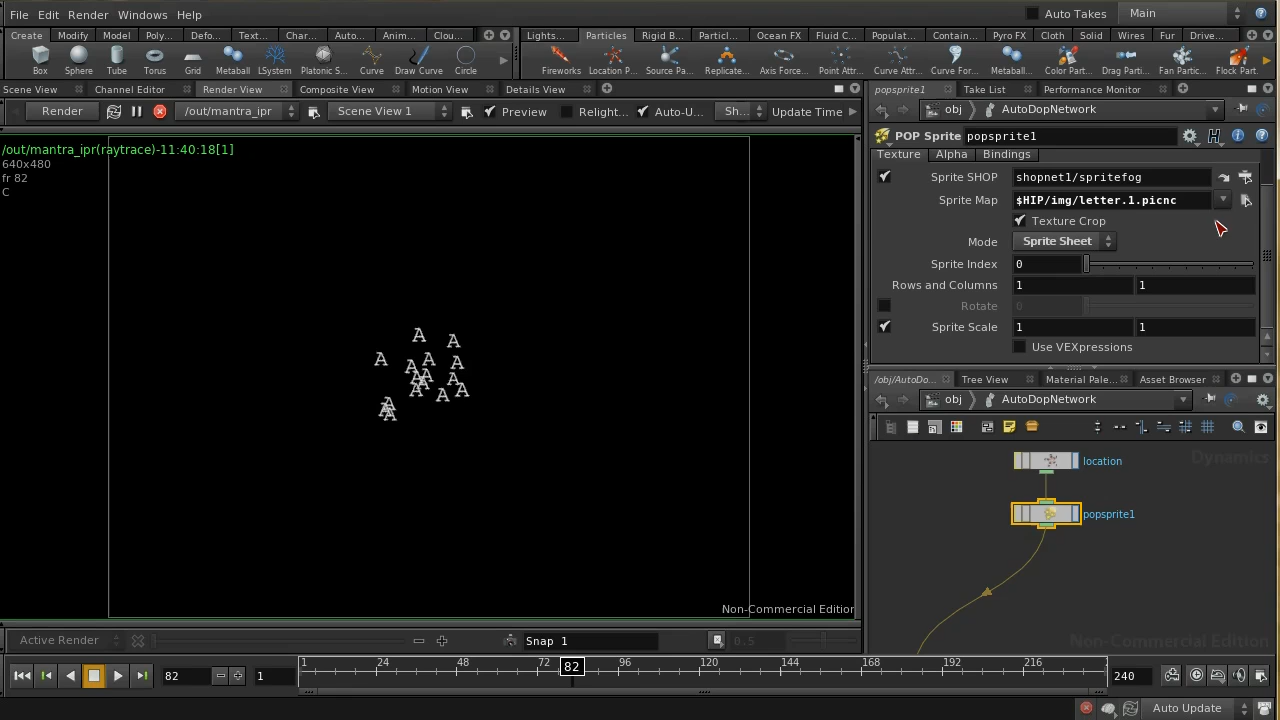 File Edit Render Windows Help Auto Takes Main
Create Modify Model Poly... Defo... Text... Char... Auto... Anim... Clou... Lights... Particles Rigid B... Particl... Ocean FX Fluid C... Populat... Contain... Pyro FX Cloth Solid Wires Fur Drive...
Box Sphere Tube Torus Grid Metaball LSystem Platonic S... Curve Draw Curve Circle Fireworks Location P... Source Pa... Replicate... Axis Force... Point Attr... Curve Attr... Curve For... Metaball... Color Part... Drag Parti... Fan Partic... Flock Part.
Scene View Channel Editor Render View Composite View Motion View Details View popsprite1 Take List Performance Monitor
Render /out/mantra_ipr Scene View 1 Preview Relight... Auto-U... Sh... Update Time obj AutoDopNetwork
POP Sprite popsprite1
/out/mantra_ipr(raytrace)-11:40:18[1]
640x480
fr 82
C
Texture Alpha Bindings
Sprite SHOP shopnet1/spritefog
Sprite Map $HIP/img/letter.1.picnc
Texture Crop
Mode Sprite Sheet
Sprite Index 0
Rows and Columns 1 1
Rotate 0
Sprite Scale 1 1
Use VEXpressions
A A A A A A A A A A A A A A A A A
/obj/AutoDo... Tree View Material Pale... Asset Browser
obj AutoDopNetwork
Dynamics
location
popsprite1
Non-Commercial Edition
Non-Commercial Edition
Active Render Snap 1 0.5
82 1 1 24 48 72 82 96 120 144 168 192 216 240
Auto Update